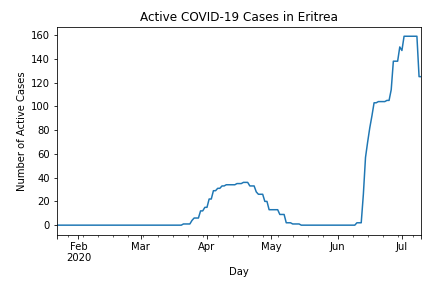 Active COVID-19 Cases in Eritrea
160
140
120
100
80
60
40
20
0
Number of Active Cases
Feb Mar Apr May Jun Jul
2020
Day